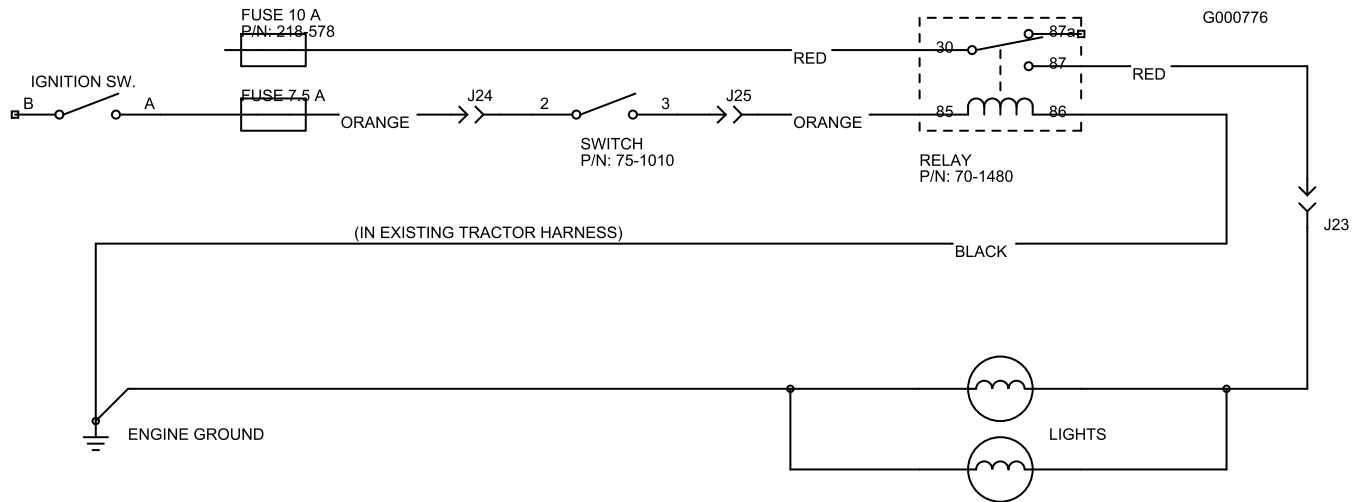 FUSE 10 A
P/N: 218-578
G000776
30
87a
RED
87
RED
IGNITION SW.
B
A
FUSE 7.5 A
ORANGE
J24
2
3
SWITCH
P/N: 75-1010
J25
ORANGE
85
86
RELAY
P/N: 70-1480
J23
(IN EXISTING TRACTOR HARNESS)
BLACK
ENGINE GROUND
LIGHTS